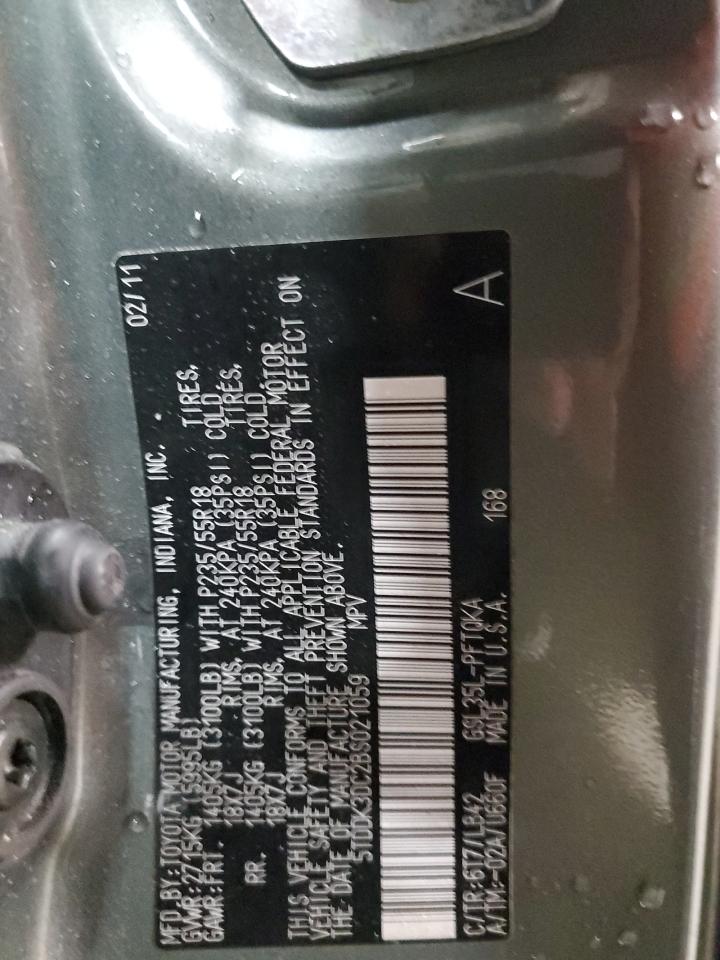 MFD.BY:TOYOTA MOTOR MANUFACTURING, INDIANA, INC. 02/11
GVWR:2715KG (5995LB)
GAWR:FRT. 1405KG (3100LB) WITH P235/55R18 TIRES,
18X7J RIMS, AT 240KPA (35PSI) COLD
RR. 1405KG (3100LB) WITH P235/55R18 TIRES,
18X7J RIMS, AT 240KPA (35PSI) COLD
THIS VEHICLE CONFORMS TO ALL APPLICABLE FEDERAL MOTOR
VEHICLE SAFETY AND THEFT PREVENTION STANDARDS IN EFFECT ON
THE DATE OF MANUFACTURE SHOWN ABOVE.
5TDDK3DC2BS021059 MPV
C/TR:6T7/LB42 GSL35L-PFTQKA
A/TM:-02A/U660F MADE IN U.S.A. 168 A